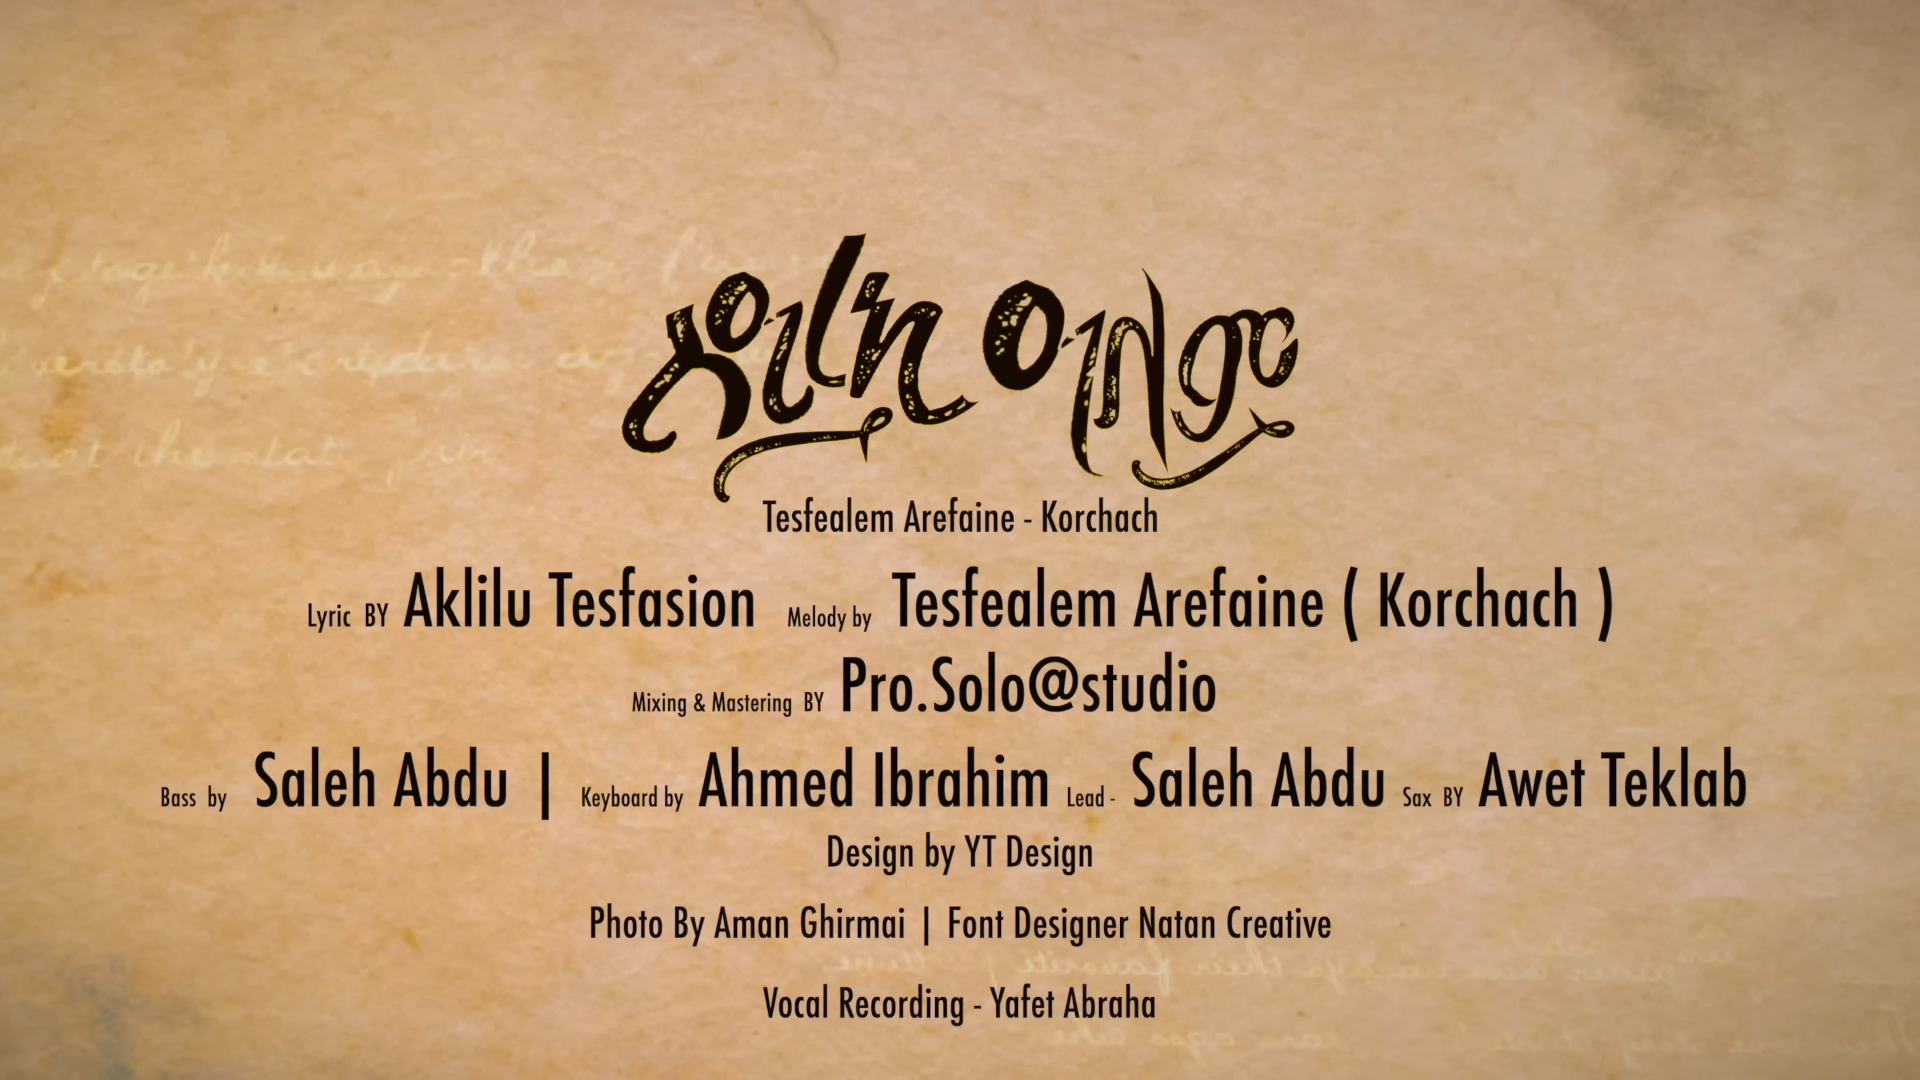 Tesfealem Arefaine - Korchach
Lyric BY Aklilu Tesfasion Melody by Tesfealem Arefaine ( Korchach )
Mixing & Mastering BY Pro.Solo@studio
Bass by Saleh Abdu | Keyboard by Ahmed Ibrahim Lead - Saleh Abdu Sax BY Awet Teklab
Design by YT Design
Photo By Aman Ghirmai | Font Designer Natan Creative
Vocal Recording - Yafet Abraha